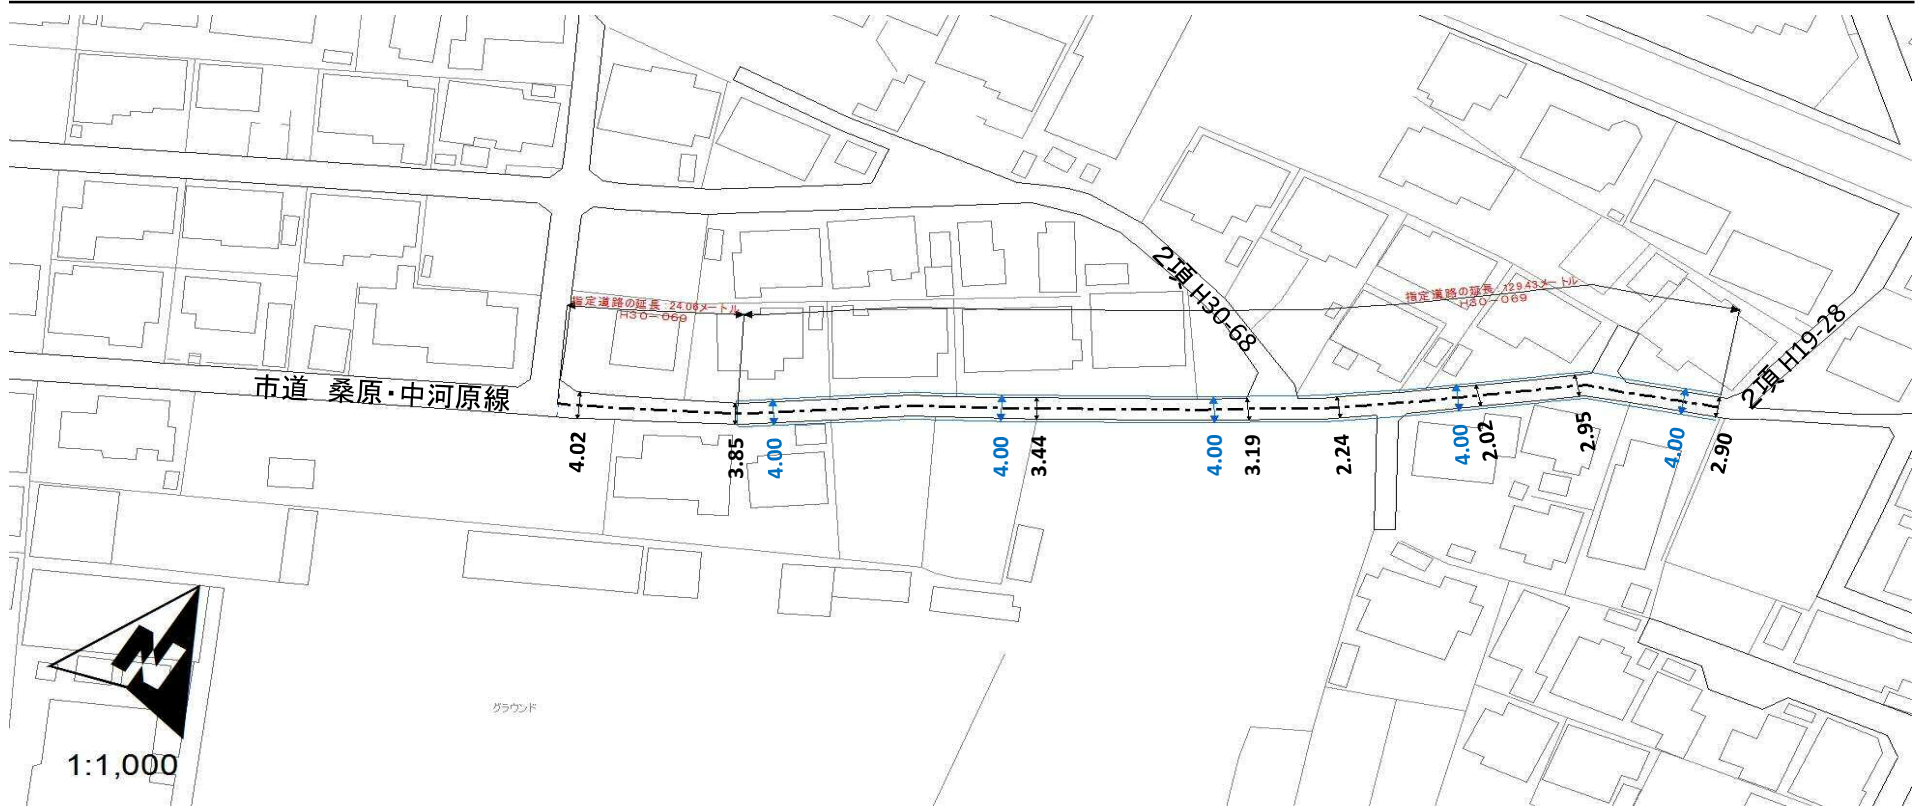 2項 H30-68
指定道路の延長:24.06メートル
H30-069
指定道路の延長:129.43メートル
H30-069
2項 H19-28
市道 桑原・中河原線
4.02
3.85
4.00
4.00
3.44
4.00
3.19
2.24
4.00
2.02
2.95
4.00
2.90
グラウンド
N
1:1,000